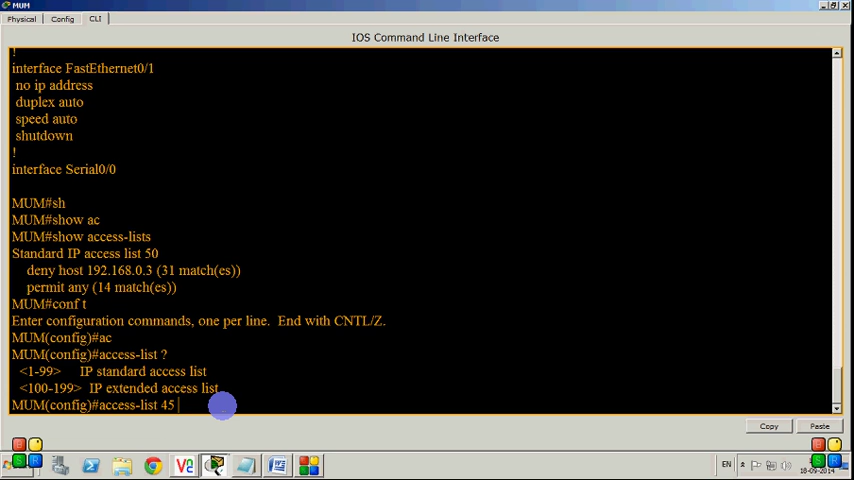 MUM
Physical Config CLI
IOS Command Line Interface
!
interface FastEthernet0/1
no ip address
duplex auto
speed auto
shutdown
!
interface Serial0/0
MUM#sh
MUM#show ac
MUM#show access-lists
Standard IP access list 50
deny host 192.168.0.3 (31 match(es))
permit any (14 match(es))
MUM#conf t
Enter configuration commands, one per line.  End with CNTL/Z.
MUM(config)#ac
MUM(config)#access-list ?
<1-99>     IP standard access list
<100-199>  IP extended access list
MUM(config)#access-list 45
Copy Paste
EN
18-09-2014